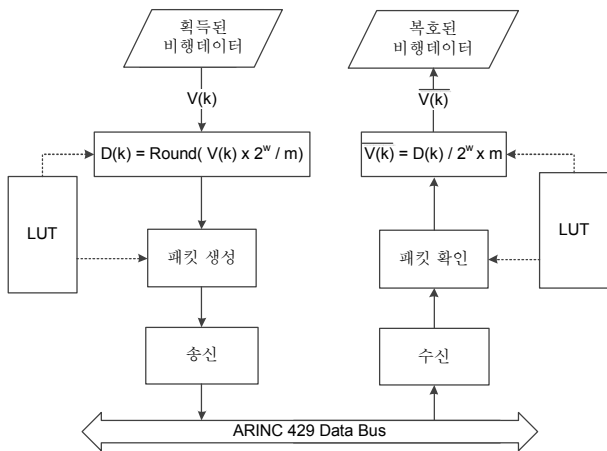 획득된
비행데이터
V(k)
D(k) = Round( V(k) x 2^w / m)
LUT
패킷 생성
송신
복호된
비행데이터
V̅(̅k̅)̅
V̅(̅k̅)̅ = D(k) / 2^w x m
LUT
패킷 확인
수신
ARINC 429 Data Bus